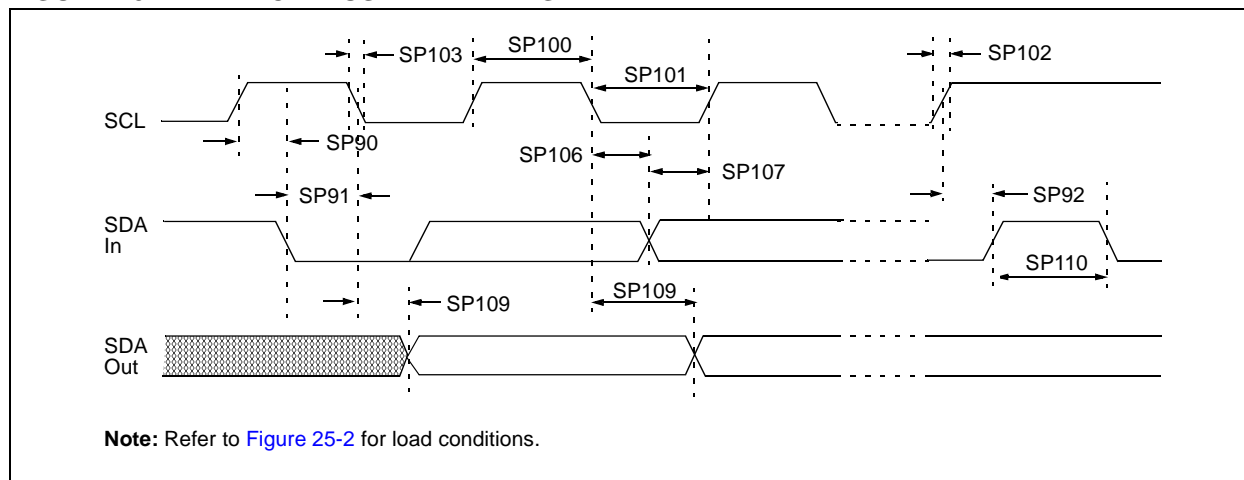 SP103
SP100
SP101
SP102
SCL
SP90
SP106
SP107
SP91
SP92
SDA
In
SP110
SP109
SP109
SDA
Out
Note: Refer to Figure 25-2 for load conditions.